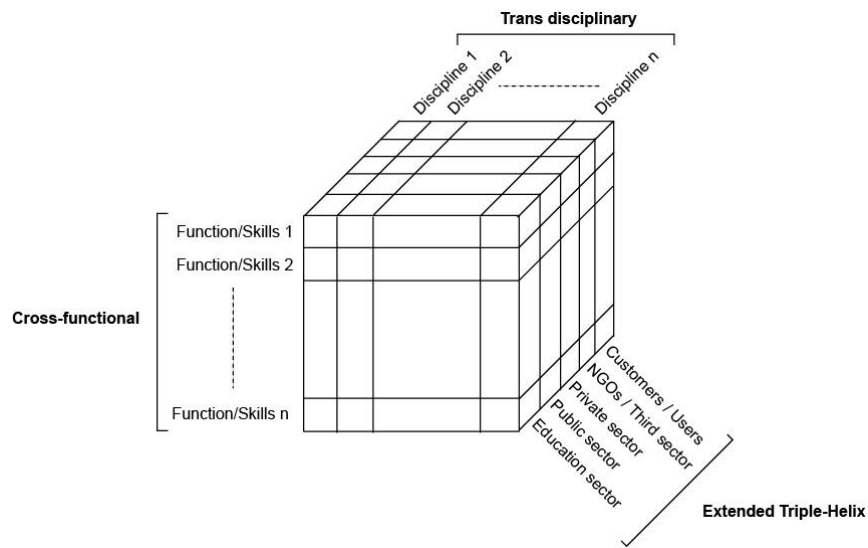 Trans disciplinary
Discipline 1
Discipline 2
Discipline n
Function/Skills 1
Function/Skills 2
Cross-functional
Function/Skills n
Customers / Users
NGOs / Third sector
Private sector
Public sector
Education sector
Extended Triple-Helix